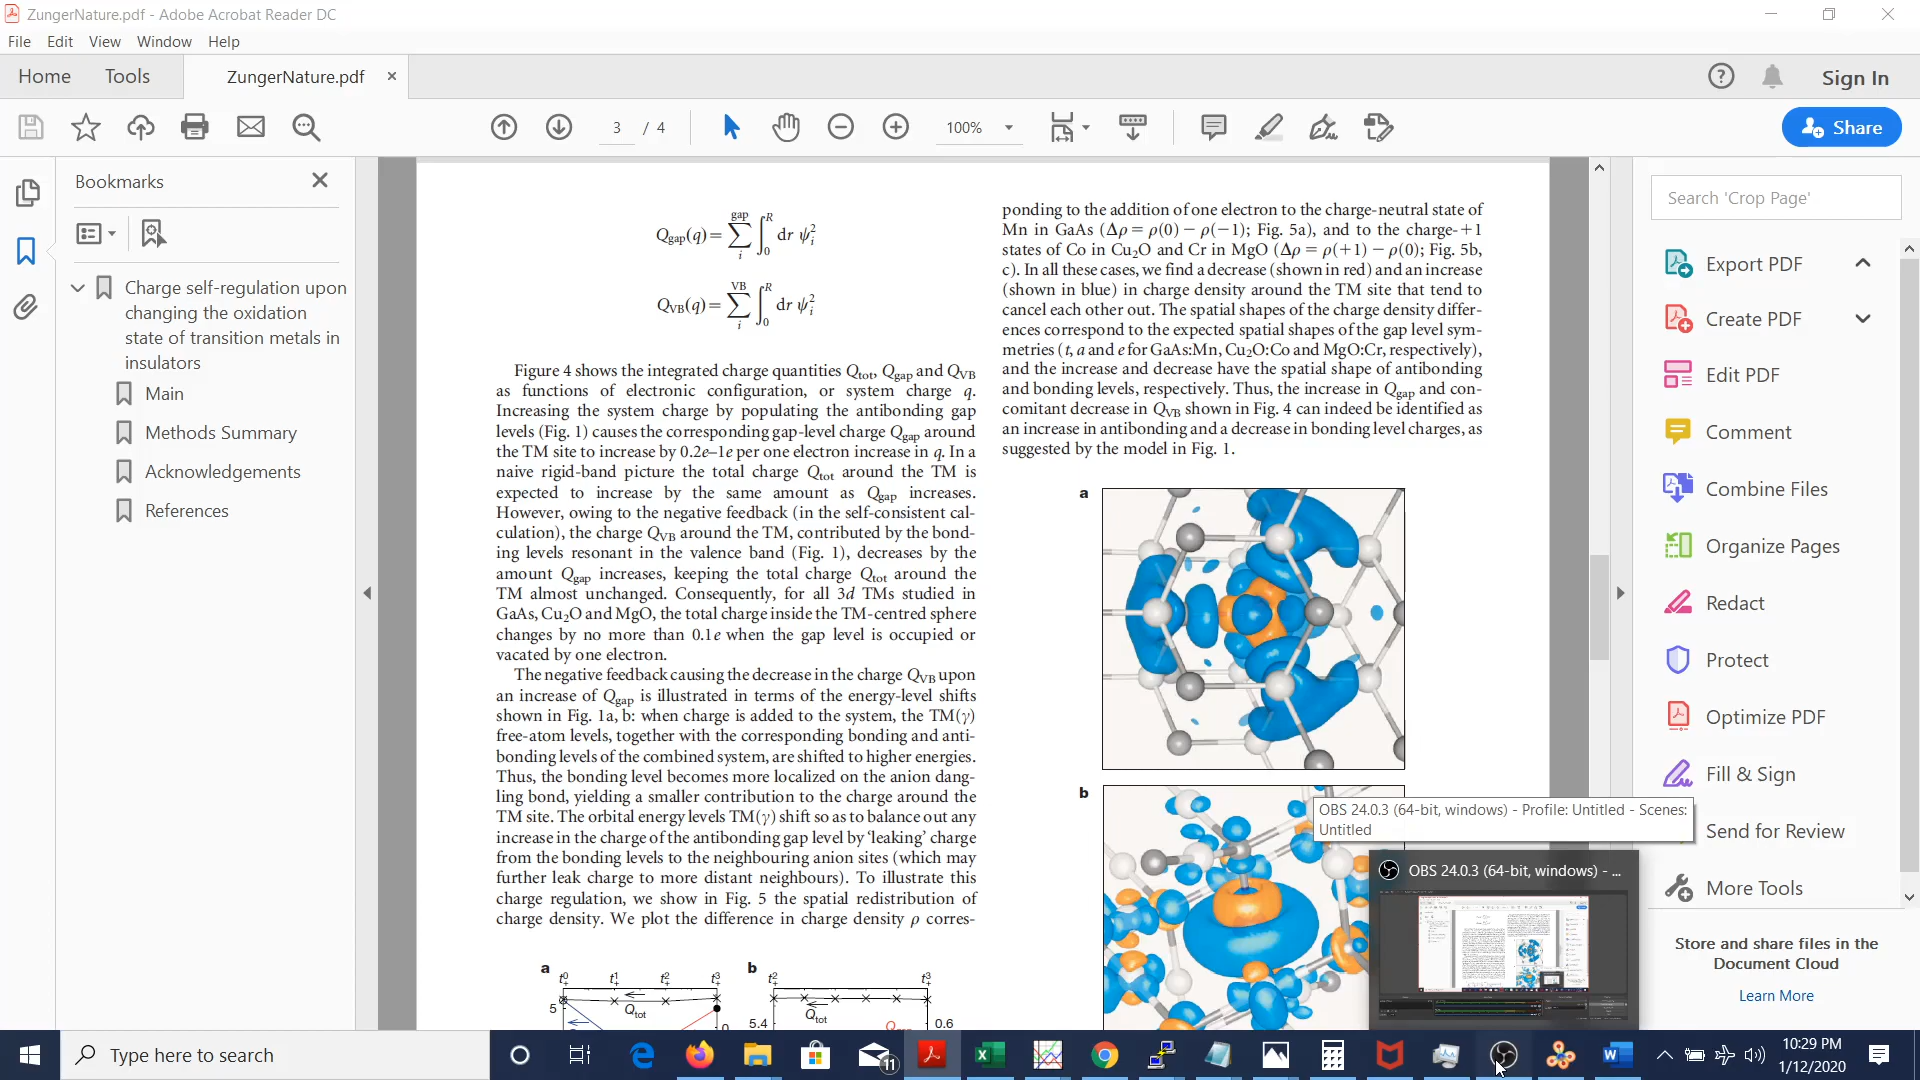 ZungerNature.pdf - Adobe Acrobat Reader DC
File Edit View Window Help
Home Tools ZungerNature.pdf × Sign In
3 / 4 100% Share
Bookmarks
Charge self-regulation upon
changing the oxidation
state of transition metals in
insulators
Main
Methods Summary
Acknowledgements
References
Qgap(q)=∑ᵢ^gap ∫₀^R dr ψᵢ²
QVB(q)=∑ᵢ^VB ∫₀^R dr ψᵢ²
Figure 4 shows the integrated charge quantities Qtot, Qgap and QVB
as functions of electronic configuration, or system charge q.
Increasing the system charge by populating the antibonding gap
levels (Fig. 1) causes the corresponding gap-level charge Qgap around
the TM site to increase by 0.2e–1e per one electron increase in q. In a
naive rigid-band picture the total charge Qtot around the TM is
expected to increase by the same amount as Qgap increases.
However, owing to the negative feedback (in the self-consistent cal-
culation), the charge QVB around the TM, contributed by the bond-
ing levels resonant in the valence band (Fig. 1), decreases by the
amount Qgap increases, keeping the total charge Qtot around the
TM almost unchanged. Consequently, for all 3d TMs studied in
GaAs, Cu2O and MgO, the total charge inside the TM-centred sphere
changes by no more than 0.1e when the gap level is occupied or
vacated by one electron.
The negative feedback causing the decrease in the charge QVB upon
an increase of Qgap is illustrated in terms of the energy-level shifts
shown in Fig. 1a, b: when charge is added to the system, the TM(γ)
free-atom levels, together with the corresponding bonding and anti-
bonding levels of the combined system, are shifted to higher energies.
Thus, the bonding level becomes more localized on the anion dang-
ling bond, yielding a smaller contribution to the charge around the
TM site. The orbital energy levels TM(γ) shift so as to balance out any
increase in the charge of the antibonding gap level by ‘leaking’ charge
from the bonding levels to the neighbouring anion sites (which may
further leak charge to more distant neighbours). To illustrate this
charge regulation, we show in Fig. 5 the spatial redistribution of
charge density. We plot the difference in charge density ρ corres-
a t⁰₊ t¹₊ t²₊ t³₊ b t²₊ t³₊
5 Qtot 0 5.4 Qtot 0.6
ponding to the addition of one electron to the charge-neutral state of
Mn in GaAs (Δρ = ρ(0) − ρ(−1); Fig. 5a), and to the charge-+1
states of Co in Cu2O and Cr in MgO (Δρ = ρ(+1) − ρ(0); Fig. 5b,
c). In all these cases, we find a decrease (shown in red) and an increase
(shown in blue) in charge density around the TM site that tend to
cancel each other out. The spatial shapes of the charge density differ-
ences correspond to the expected spatial shapes of the gap level sym-
metries (t, a and e for GaAs:Mn, Cu2O:Co and MgO:Cr, respectively),
and the increase and decrease have the spatial shape of antibonding
and bonding levels, respectively. Thus, the increase in Qgap and con-
comitant decrease in QVB shown in Fig. 4 can indeed be identified as
an increase in antibonding and a decrease in bonding level charges, as
suggested by the model in Fig. 1.
a
b
OBS 24.0.3 (64-bit, windows) - Profile: Untitled - Scenes:
Untitled
OBS 24.0.3 (64-bit, windows) - ...
Search 'Crop Page'
Export PDF
Create PDF
Edit PDF
Comment
Combine Files
Organize Pages
Redact
Protect
Optimize PDF
Fill & Sign
Send for Review
More Tools
Store and share files in the
Document Cloud
Learn More
Type here to search
11
10:29 PM
1/12/2020